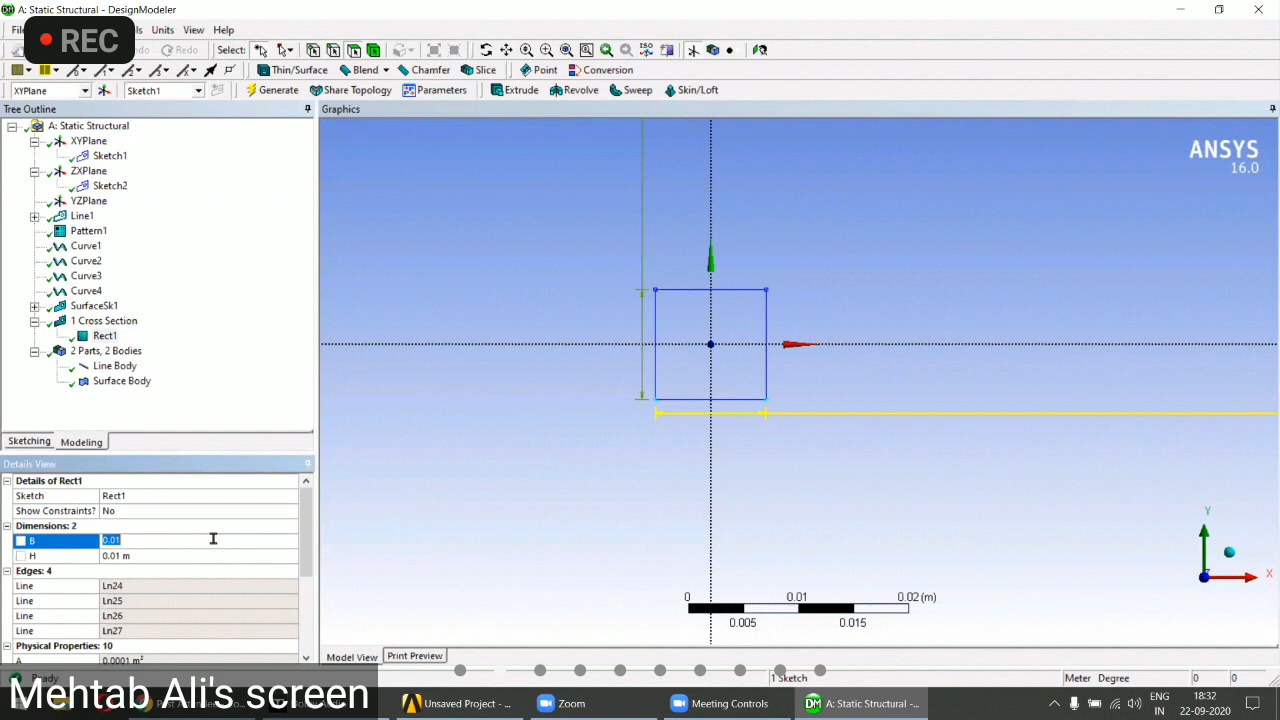 A: Static Structural - DesignModeler
REC
Units View Help
Redo Select:
Thin/Surface Blend Chamfer Slice Point Conversion
XYPlane Sketch1 Generate Share Topology Parameters Extrude Revolve Sweep Skin/Loft
Tree Outline
Graphics
A: Static Structural
XYPlane
Sketch1
ZXPlane
Sketch2
YZPlane
Line1
Pattern1
Curve1
Curve2
Curve3
Curve4
SurfaceSk1
1 Cross Section
Rect1
2 Parts, 2 Bodies
Line Body
Surface Body
Sketching Modeling
ANSYS
16.0
Details View
Details of Rect1
Sketch Rect1
Show Constraints? No
Dimensions: 2
B 0.01
H 0.01 m
Edges: 4
Line Ln24
Line Ln25
Line Ln26
Line Ln27
Physical Properties: 10
A 0.0001 m²
Y
X
0 0.01 0.02 (m)
0.005 0.015
Model View Print Preview
Ready
1 Sketch Meter Degree 0 0
Mehtab Ali's screen
Unsaved Project - ...
Zoom
Meeting Controls
A: Static Structural -...
ENG
IN
18:32
22-09-2020